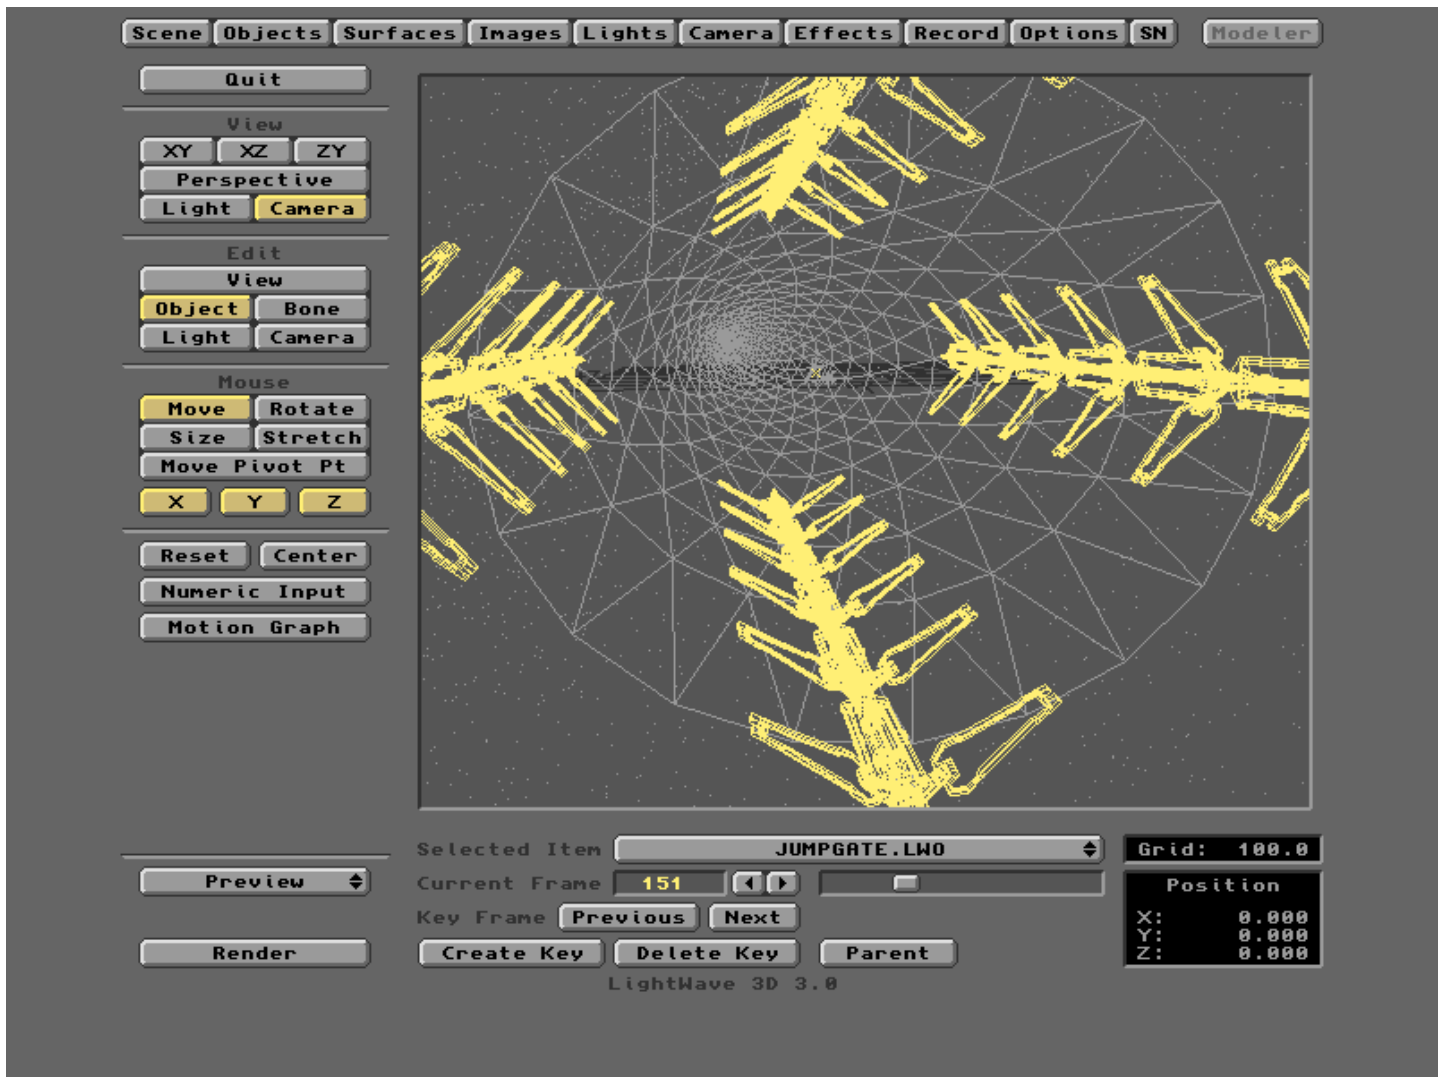 Scene Objects Surfaces Images Lights Camera Effects Record Options SN Modeler
Quit
View
XY XZ ZY
Perspective
Light Camera
Edit
View
Object Bone
Light Camera
Mouse
Move Rotate
Size Stretch
Move Pivot Pt
X Y Z
Reset Center
Numeric Input
Motion Graph
Selected Item JUMPGATE.LWO Grid: 100.0
Preview Current Frame 151 Position
Key Frame Previous Next X: 0.000
Y: 0.000
Render Create Key Delete Key Parent Z: 0.000
LightWave 3D 3.0